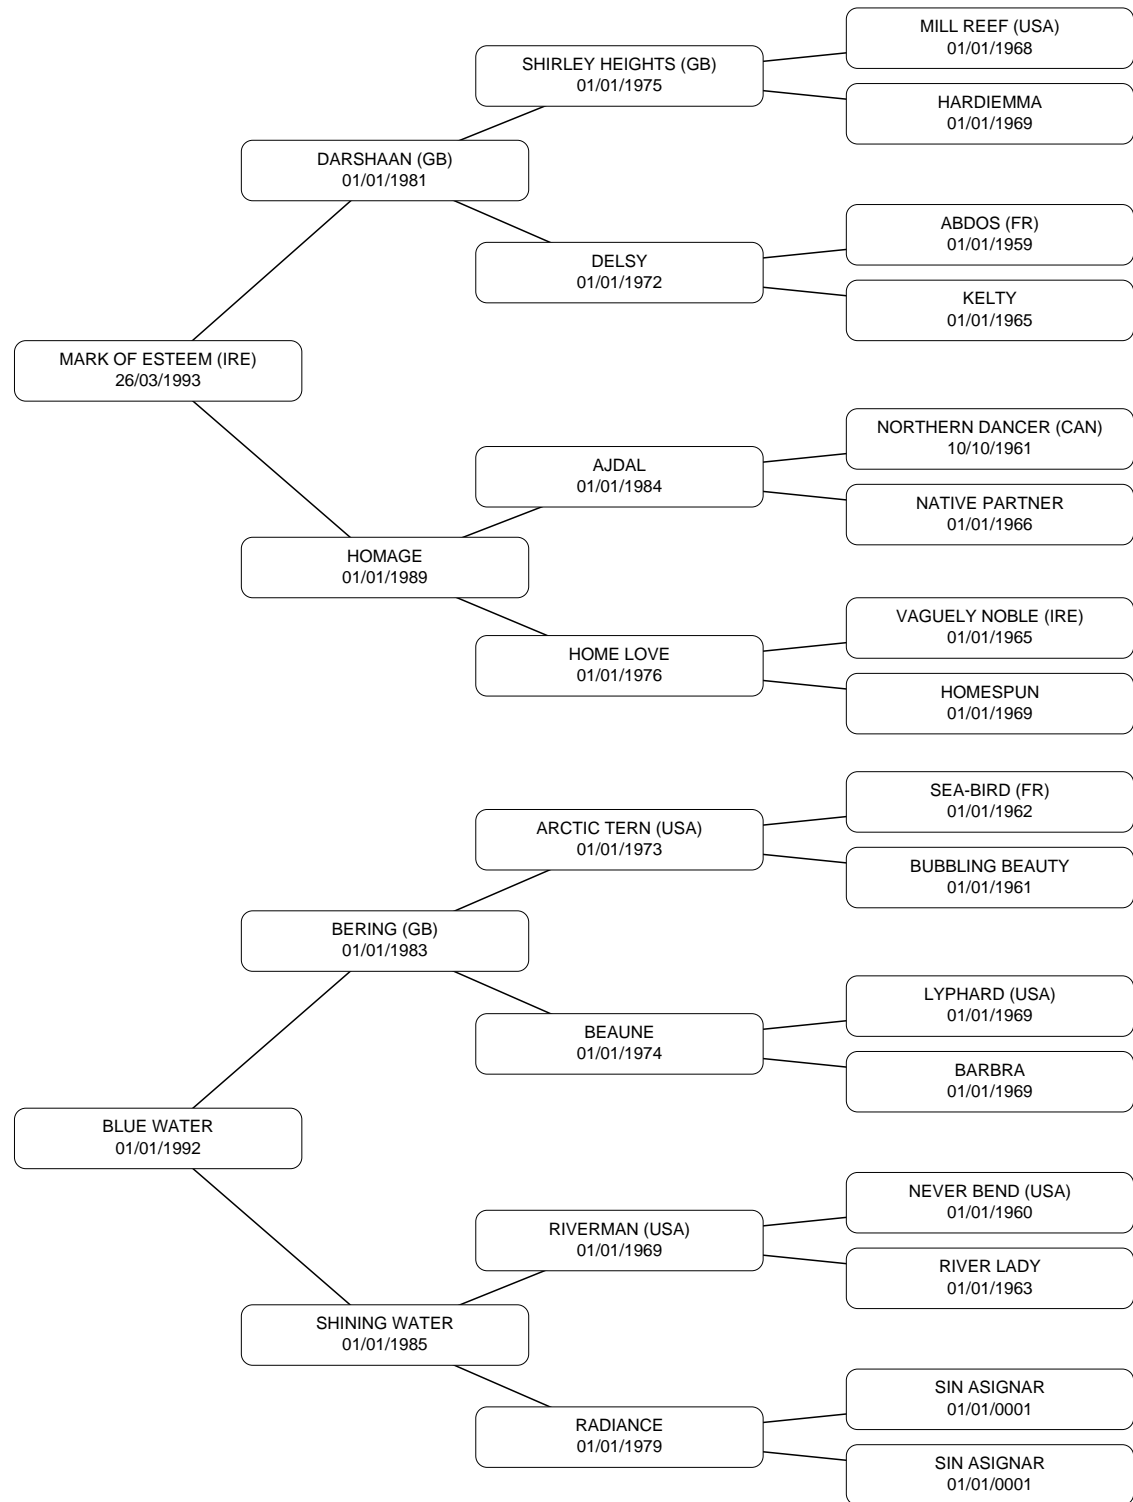 MILL REEF (USA)
01/01/1968
SHIRLEY HEIGHTS (GB)
01/01/1975
HARDIEMMA
01/01/1969
DARSHAAN (GB)
01/01/1981
ABDOS (FR)
01/01/1959
DELSY
01/01/1972
KELTY
01/01/1965
MARK OF ESTEEM (IRE)
26/03/1993
NORTHERN DANCER (CAN)
10/10/1961
AJDAL
01/01/1984
NATIVE PARTNER
01/01/1966
HOMAGE
01/01/1989
VAGUELY NOBLE (IRE)
01/01/1965
HOME LOVE
01/01/1976
HOMESPUN
01/01/1969
SEA-BIRD (FR)
01/01/1962
ARCTIC TERN (USA)
01/01/1973
BUBBLING BEAUTY
01/01/1961
BERING (GB)
01/01/1983
LYPHARD (USA)
01/01/1969
BEAUNE
01/01/1974
BARBRA
01/01/1969
BLUE WATER
01/01/1992
NEVER BEND (USA)
01/01/1960
RIVERMAN (USA)
01/01/1969
RIVER LADY
01/01/1963
SHINING WATER
01/01/1985
SIN ASIGNAR
01/01/0001
RADIANCE
01/01/1979
SIN ASIGNAR
01/01/0001